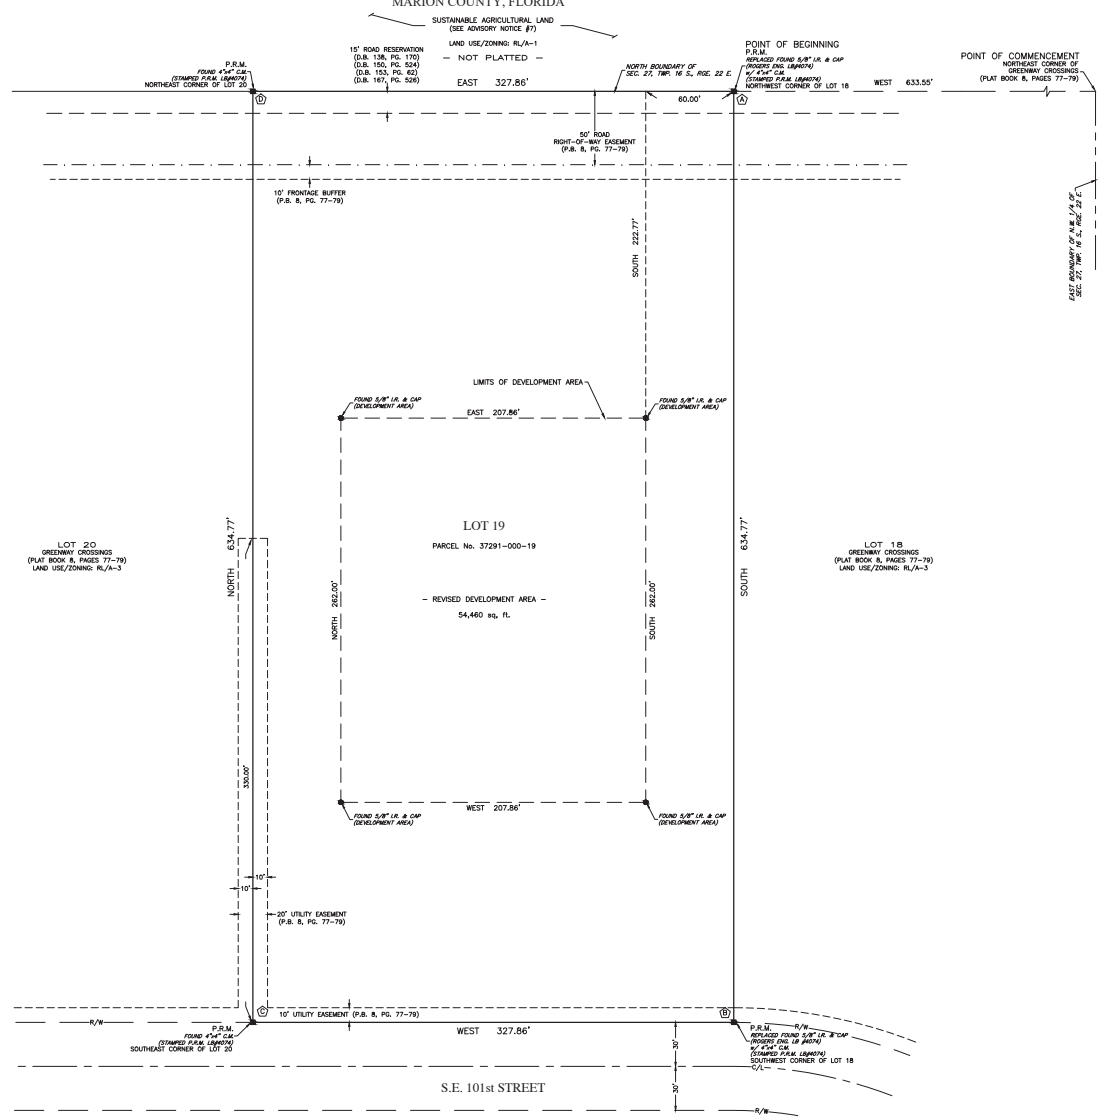 MARION COUNTY, FLORIDA
SUSTAINABLE AGRICULTURAL LAND
(SEE ADVISORY NOTICE #7)
LAND USE/ZONING: RL/A-1
- NOT PLATTED -
EAST 327.86'
15' ROAD RESERVATION
(D.B. 138, PG. 170)
(D.B. 150, PG. 524)
(D.B. 153, PG. 62)
(D.B. 167, PG. 526)
P.R.M.
FOUND 4"x4" C.M.
(STAMPED P.R.M. LB#4074)
NORTHEAST CORNER OF LOT 20
D
NORTH BOUNDARY OF
SEC. 27, TWP. 16 S., RGE. 22 E.
60.00'
POINT OF BEGINNING
P.R.M.
REPLACED FOUND 5/8" I.R. & CAP
(ROGERS ENG. LB#4074)
w/ 4"x4" C.M.
(STAMPED P.R.M. LB#4074)
NORTHWEST CORNER OF LOT 18
A
WEST 633.55'
POINT OF COMMENCEMENT
NORTHEAST CORNER OF
GREENWAY CROSSINGS
(PLAT BOOK 8, PAGES 77-79)
EAST BOUNDARY OF N.W. 1/4 OF
SEC. 27, TWP. 16 S., RGE. 22 E.
50' ROAD
RIGHT-OF-WAY EASEMENT
(P.B. 8, PG. 77-79)
10' FRONTAGE BUFFER
(P.B. 8, PG. 77-79)
SOUTH 222.77'
LIMITS OF DEVELOPMENT AREA
FOUND 5/8" I.R. & CAP
(DEVELOPMENT AREA)
EAST 207.86'
FOUND 5/8" I.R. & CAP
(DEVELOPMENT AREA)
LOT 19
PARCEL No. 37291-000-19
- REVISED DEVELOPMENT AREA -
54,460 sq. ft.
NORTH 262.00'
SOUTH 262.00'
NORTH 634.77'
SOUTH 634.77'
LOT 20
GREENWAY CROSSINGS
(PLAT BOOK 8, PAGES 77-79)
LAND USE/ZONING: RL/A-3
LOT 18
GREENWAY CROSSINGS
(PLAT BOOK 8, PAGES 77-79)
LAND USE/ZONING: RL/A-3
330.00'
WEST 207.86'
FOUND 5/8" I.R. & CAP
(DEVELOPMENT AREA)
FOUND 5/8" I.R. & CAP
(DEVELOPMENT AREA)
10'
10'
20' UTILITY EASEMENT
(P.B. 8, PG. 77-79)
C
10' UTILITY EASEMENT (P.B. 8, PG. 77-79)
B
R/W
WEST 327.86'
P.R.M.
FOUND 4"x4" C.M.
(STAMPED P.R.M. LB#4074)
SOUTHEAST CORNER OF LOT 20
P.R.M.
R/W
REPLACED FOUND 5/8" I.R. & CAP
(ROGERS ENG. LB #4074)
w/ 4"x4" C.M.
(STAMPED P.R.M. LB#4074)
SOUTHWEST CORNER OF LOT 18
C/L
30'
30'
S.E. 101st STREET
R/W